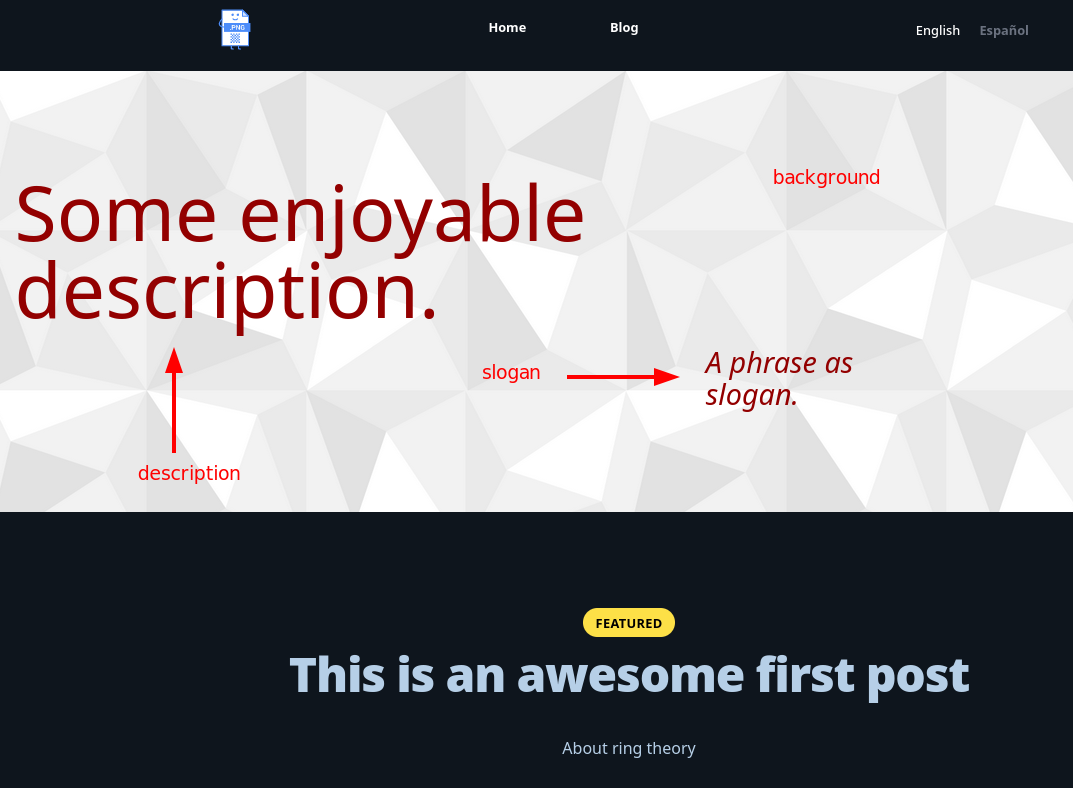 .PNG
Home
Blog
English
Español
background
Some enjoyable
description.
slogan
A phrase as
slogan.
description
FEATURED
This is an awesome first post
About ring theory